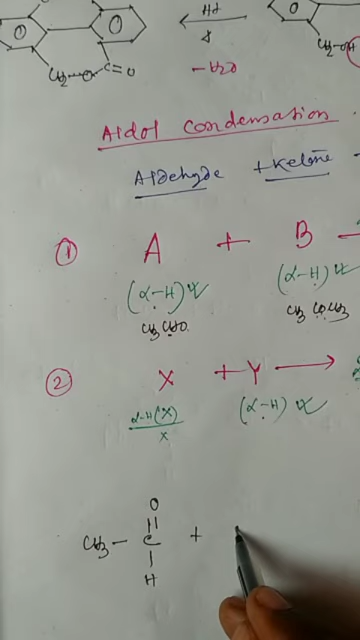 H⊕
Δ
CH₂—O C=O
CH₂—OH
-H₂O
Aldol Condensation.
Aldehyde + Ketone
① A + B
(α-H) (α-H)
CH₃CHO. CH₃COCH₃
② X + Y ⟶
α-H(X) (α-H)
X
O
CH₃ — C +
H